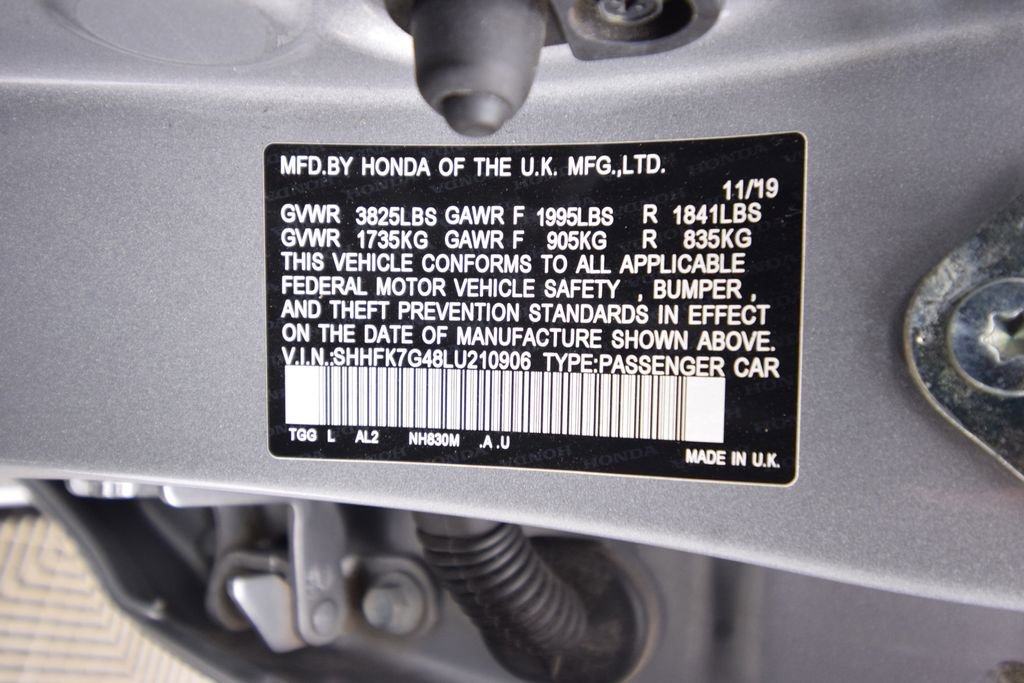 MFD.BY HONDA OF THE U.K. MFG.,LTD.
11/'19
GVWR 3825LBS GAWR F 1995LBS R 1841LBS
GVWR 1735KG GAWR F 905KG R 835KG
THIS VEHICLE CONFORMS TO ALL APPLICABLE
FEDERAL MOTOR VEHICLE SAFETY , BUMPER ,
AND THEFT PREVENTION STANDARDS IN EFFECT
ON THE DATE OF MANUFACTURE SHOWN ABOVE.
V.I.N.:SHHFK7G48LU210906 TYPE:PASSENGER CAR
TGG L AL2 NH830M .A .U
MADE IN U.K.